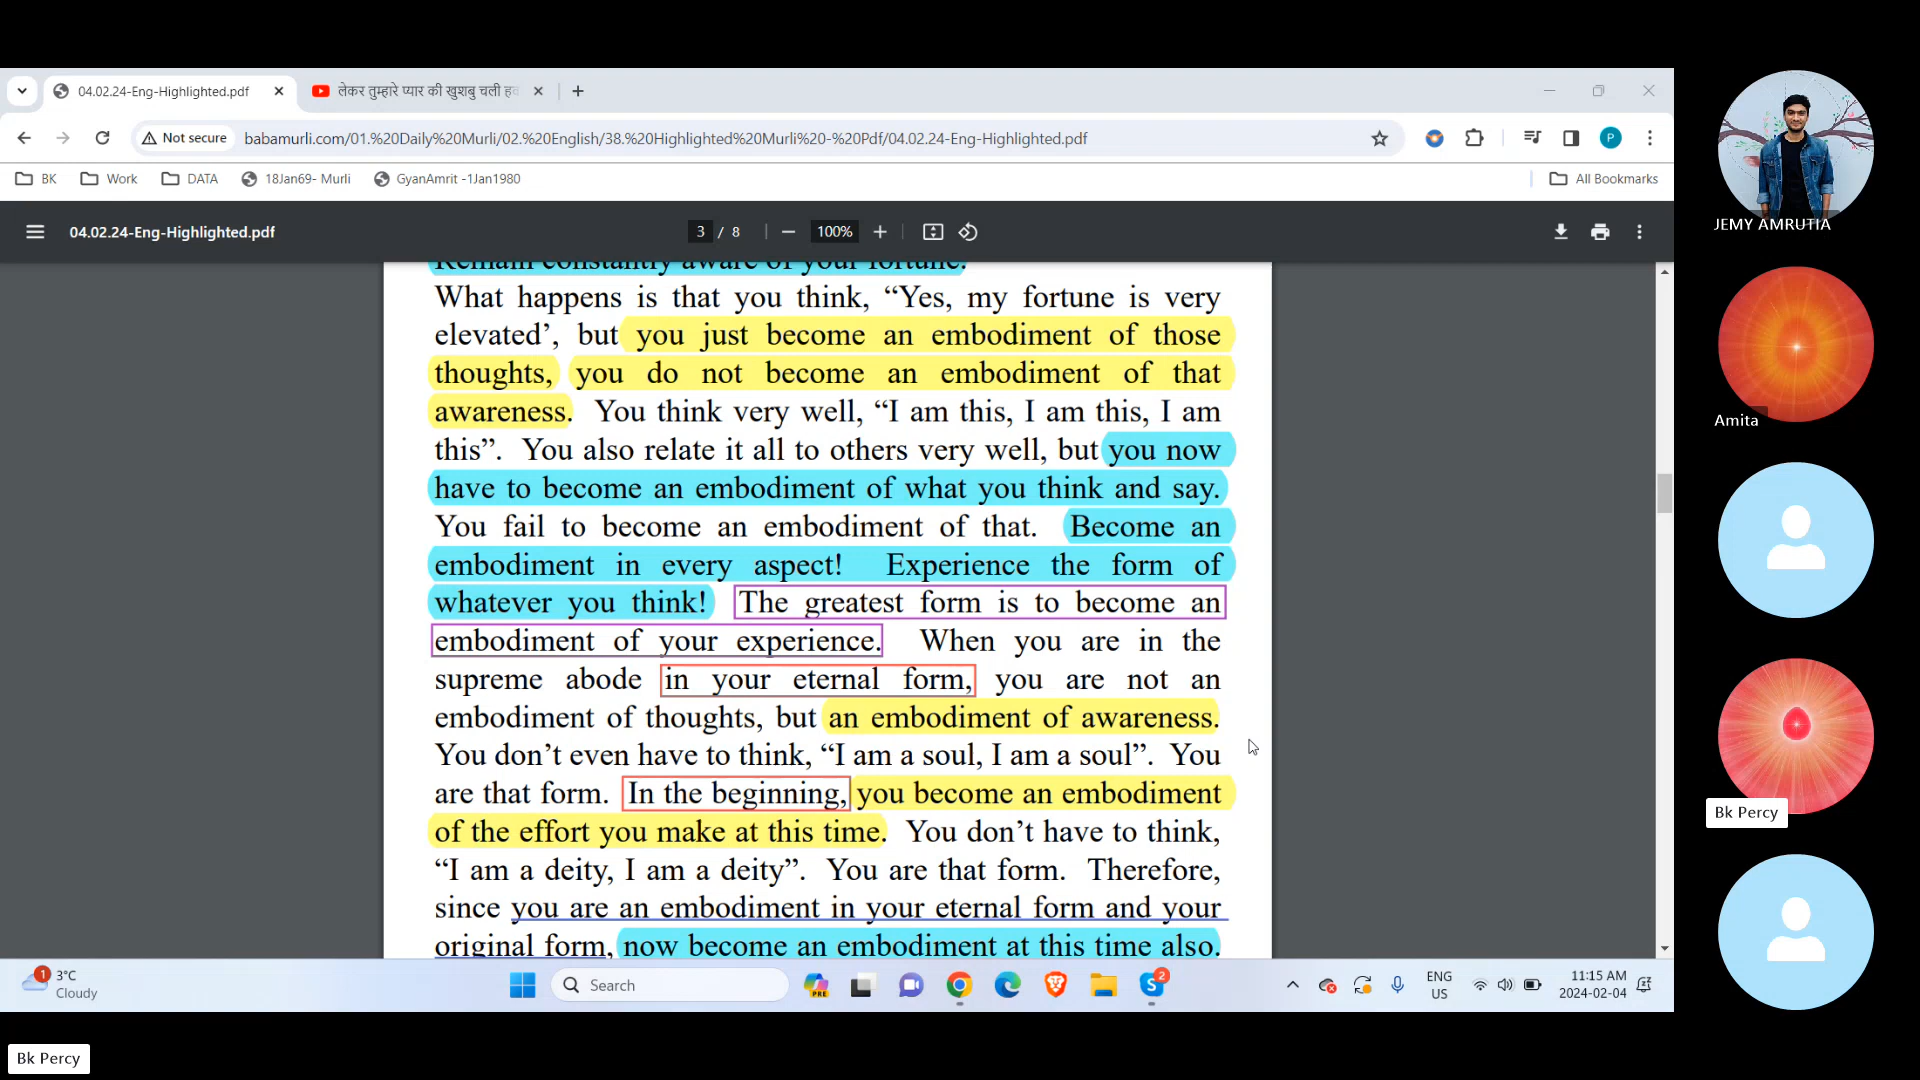 04.02.24-Eng-Highlighted.pdf
लेकर तुम्हारे प्यार की खुशबु चली हव
Not secure
babamurli.com/01.%20Daily%20Murli/02.%20English/38.%20Highlighted%20Murli%20-%20Pdf/04.02.24-Eng-Highlighted.pdf
P
BK
Work
DATA
18Jan69- Murli
GyanAmrit -1Jan1980
All Bookmarks
04.02.24-Eng-Highlighted.pdf
3 / 8
100%
Remain constantly aware of your fortune.
What happens is that you think, “Yes, my fortune is very
elevated’, but you just become an embodiment of those
thoughts, you do not become an embodiment of that
awareness. You think very well, “I am this, I am this, I am
this”. You also relate it all to others very well, but you now
have to become an embodiment of what you think and say.
You fail to become an embodiment of that. Become an
embodiment in every aspect! Experience the form of
whatever you think! The greatest form is to become an
embodiment of your experience. When you are in the
supreme abode in your eternal form, you are not an
embodiment of thoughts, but an embodiment of awareness.
You don’t even have to think, “I am a soul, I am a soul”. You
are that form. In the beginning, you become an embodiment
of the effort you make at this time. You don’t have to think,
“I am a deity, I am a deity”. You are that form. Therefore,
since you are an embodiment in your eternal form and your
original form, now become an embodiment at this time also.
JEMY AMRUTIA
Amita
Bk Percy
1
3°C
Cloudy
Search
PRE
2
ENG
US
11:15 AM
2024-02-04
Bk Percy